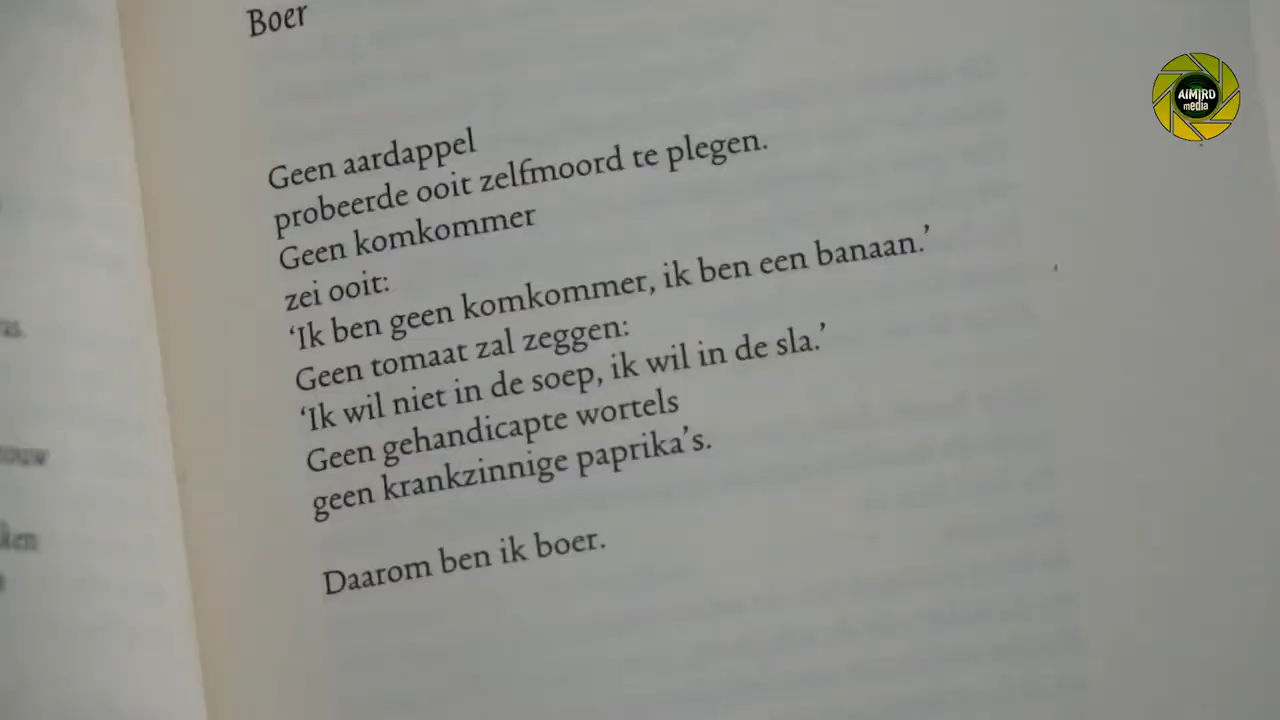 Boer
Geen aardappel
probeerde ooit zelfmoord te plegen.
Geen komkommer
zei ooit:
‘Ik ben geen komkommer, ik ben een banaan.’
Geen tomaat zal zeggen:
‘Ik wil niet in de soep, ik wil in de sla.’
Geen gehandicapte wortels
geen krankzinnige paprika’s.
Daarom ben ik boer.
AIMJRD
media